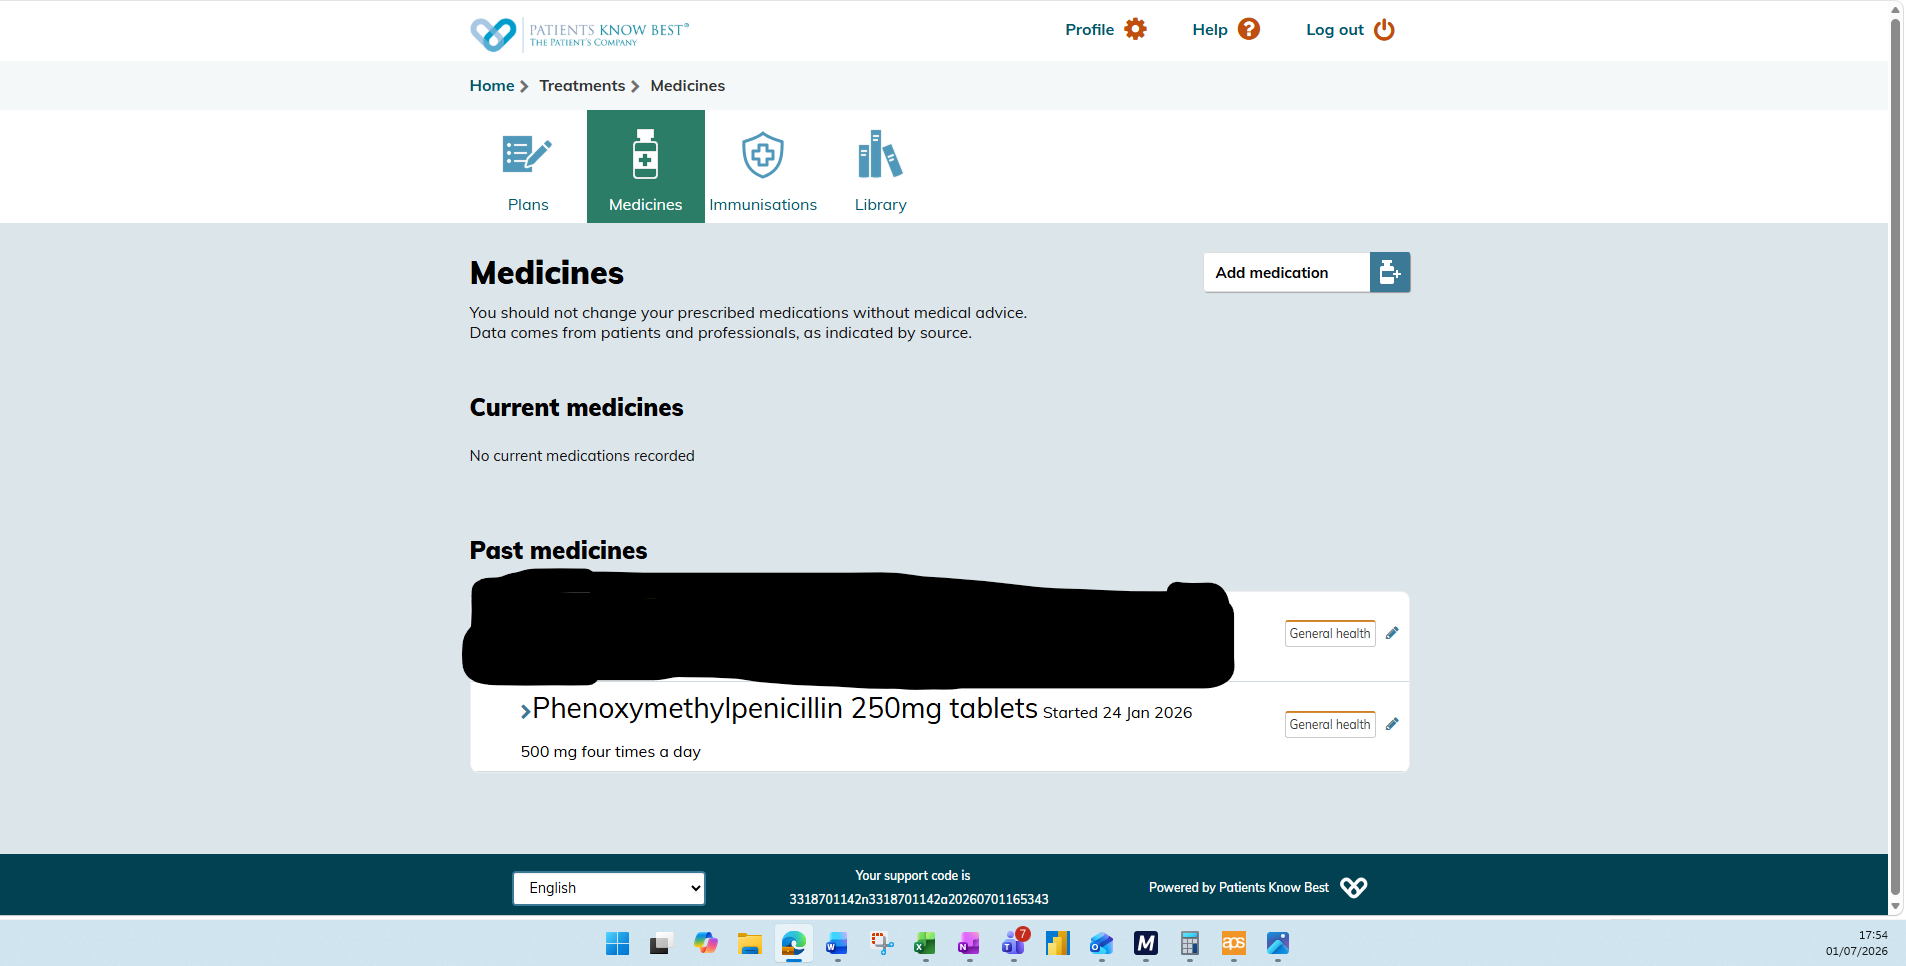 PATIENTS KNOW BEST®
THE PATIENT'S COMPANY
Profile
Help
Log out
Home
Treatments
Medicines
Plans
Medicines
Immunisations
Library
Medicines
Add medication
You should not change your prescribed medications without medical advice.
Data comes from patients and professionals, as indicated by source.
Current medicines
No current medications recorded
Past medicines
General health
Phenoxymethylpenicillin 250mg tablets Started 24 Jan 2026
General health
500 mg four times a day
English
Your support code is
3318701142n3318701142a20260701165343
Powered by Patients Know Best
7
aps
17:54
01/07/2026